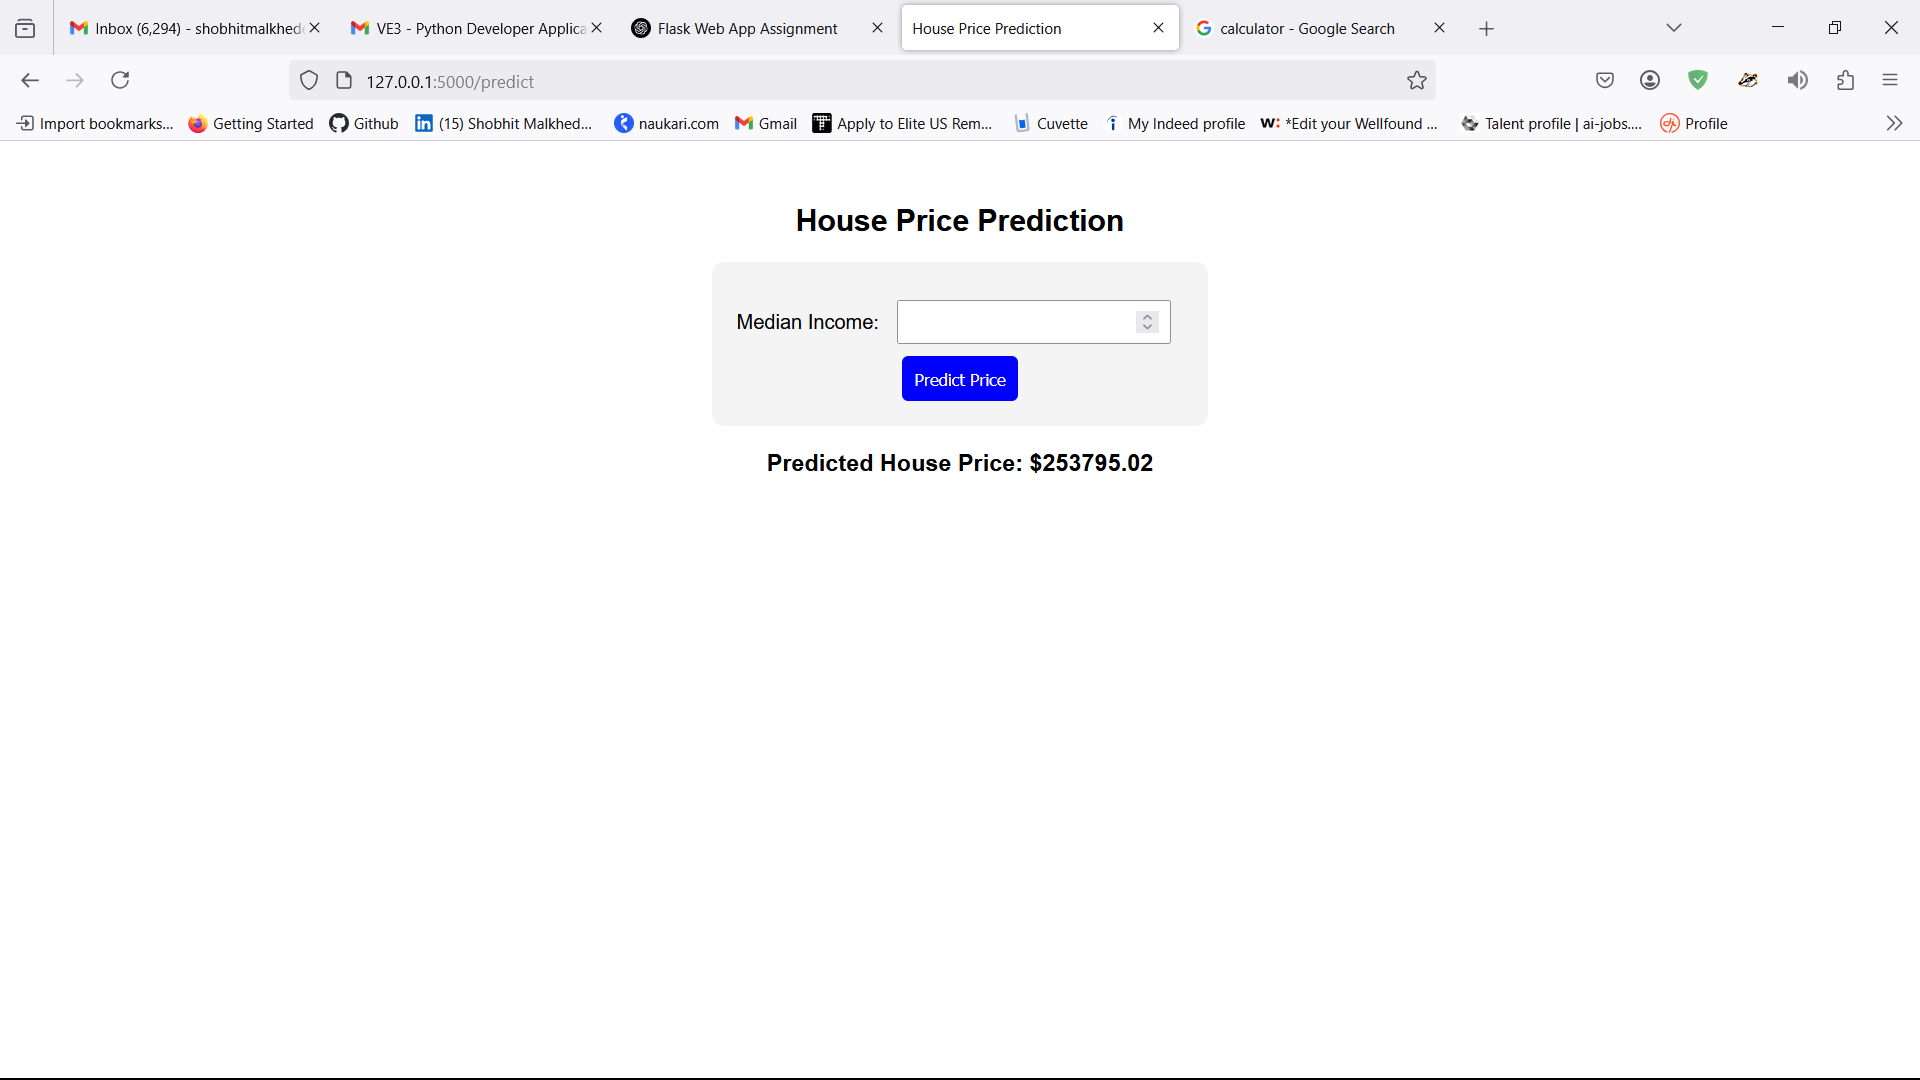 Inbox (6,294) - shobhitmalkhed
VE3 - Python Developer Applica
Flask Web App Assignment
House Price Prediction
calculator - Google Search
127.0.0.1:5000/predict
Import bookmarks...
Getting Started
Github
(15) Shobhit Malkhed...
naukari.com
Gmail
Apply to Elite US Rem...
Cuvette
My Indeed profile
*Edit your Wellfound ...
Talent profile | ai-jobs....
Profile
House Price Prediction
Median Income:
Predict Price
Predicted House Price: $253795.02